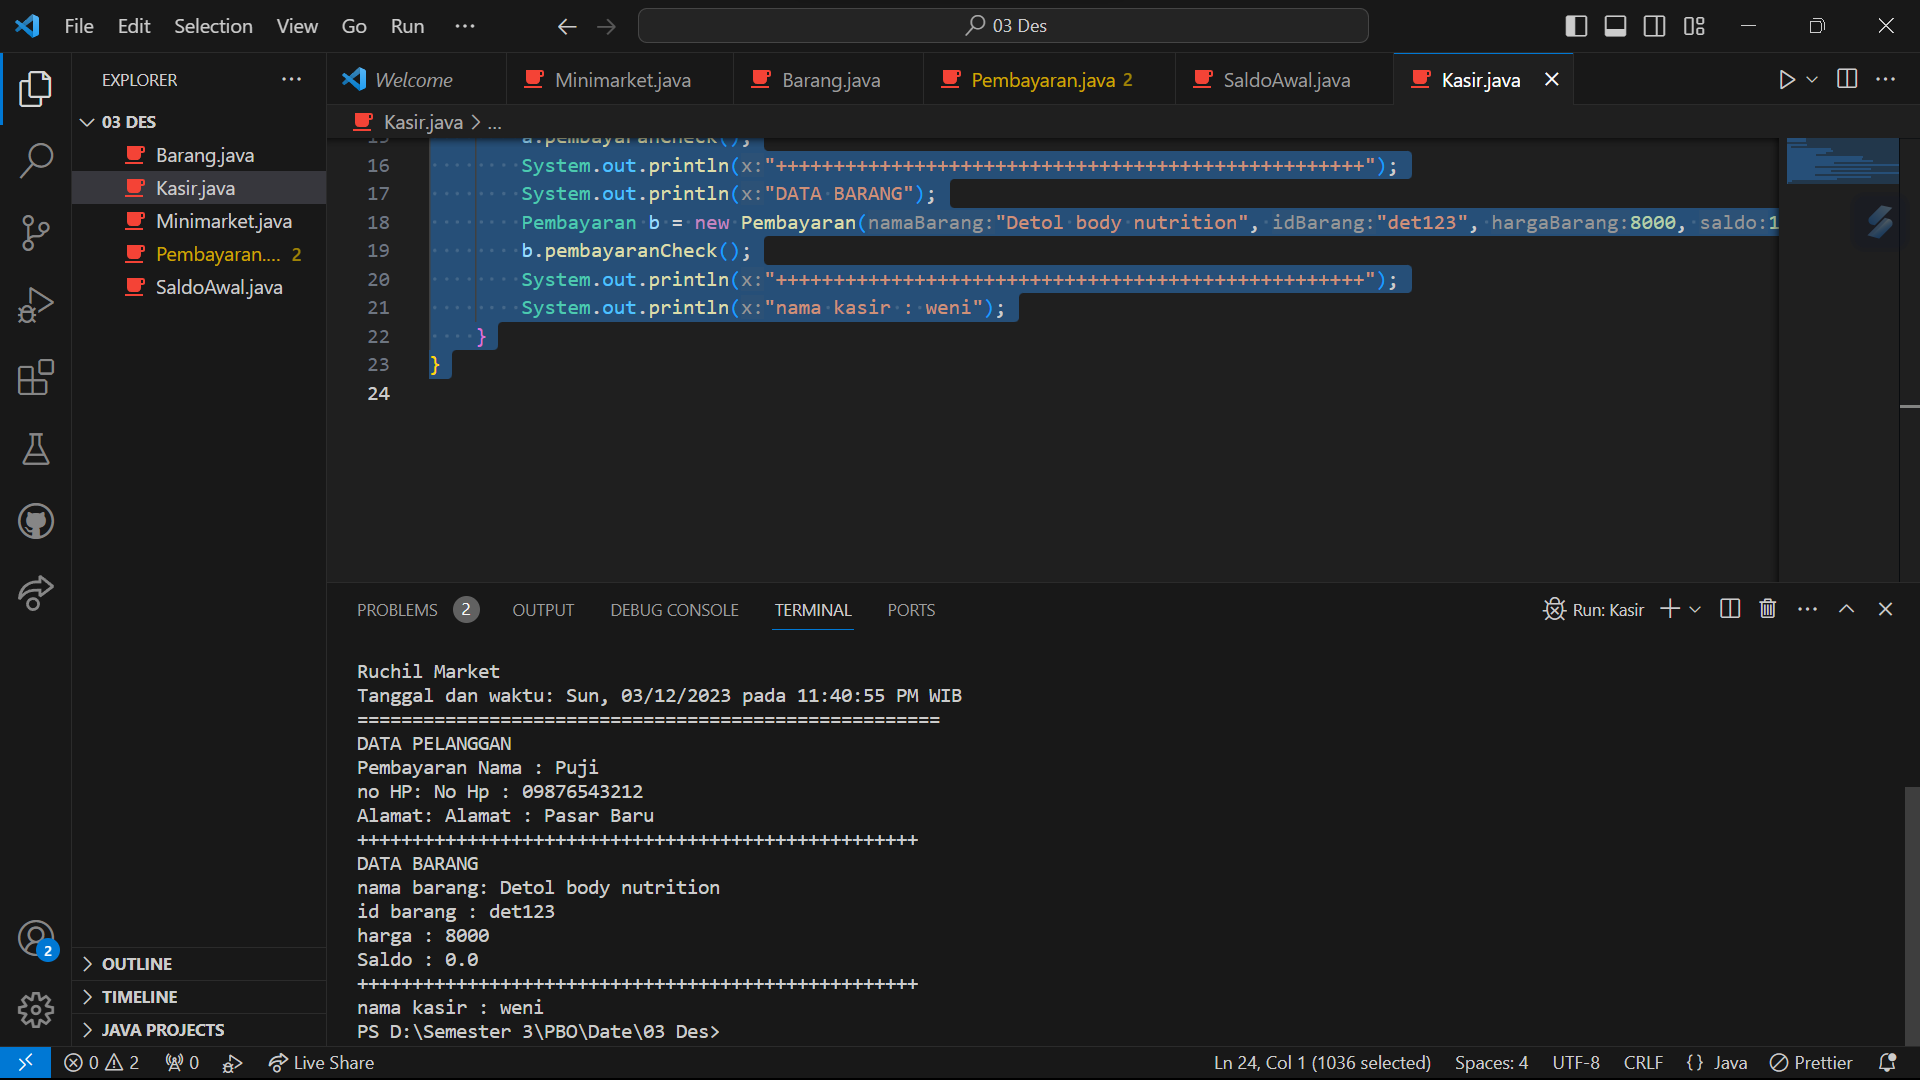 File Edit Selection View Go Run ··· 03 Des
EXPLORER ···
03 DES
Barang.java
Kasir.java
Minimarket.java
Pembayaran.... 2
SaldoAwal.java
OUTLINE
TIMELINE
JAVA PROJECTS
Welcome Minimarket.java Barang.java Pembayaran.java 2 SaldoAwal.java Kasir.java
Kasir.java > ...
15 a.pembayaranCheck();
16 System.out.println(x:"+++++++++++++++++++++++++++++++++++++++++++++++++++");
17 System.out.println(x:"DATA BARANG");
18 Pembayaran b = new Pembayaran(namaBarang:"Detol body nutrition", idBarang:"det123", hargaBarang:8000, saldo:1
19 b.pembayaranCheck();
20 System.out.println(x:"+++++++++++++++++++++++++++++++++++++++++++++++++++");
21 System.out.println(x:"nama kasir : weni");
22 }
23 }
24
PROBLEMS 2 OUTPUT DEBUG CONSOLE TERMINAL PORTS Run: Kasir
Ruchil Market
Tanggal dan waktu: Sun, 03/12/2023 pada 11:40:55 PM WIB
=====================================================
DATA PELANGGAN
Pembayaran Nama : Puji
no HP: No Hp : 09876543212
Alamat: Alamat : Pasar Baru
+++++++++++++++++++++++++++++++++++++++++++++++++++
DATA BARANG
nama barang: Detol body nutrition
id barang : det123
harga : 8000
Saldo : 0.0
+++++++++++++++++++++++++++++++++++++++++++++++++++
nama kasir : weni
PS D:\Semester 3\PBO\Date\03 Des>
2
0 2 0 Live Share Ln 24, Col 1 (1036 selected) Spaces: 4 UTF-8 CRLF {} Java Prettier